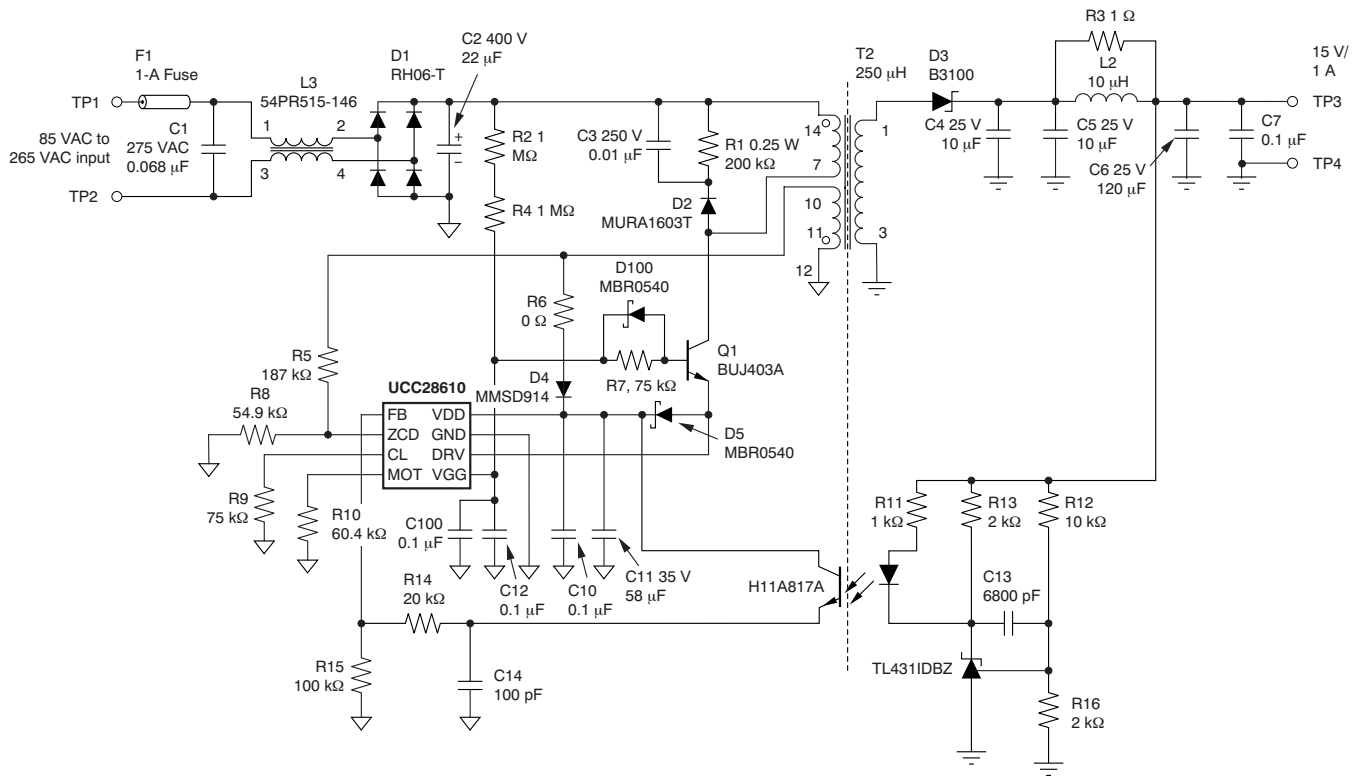 F1
1-A Fuse
TP1
85 VAC to
265 VAC input
TP2
C1
275 VAC
0.068 µF
L3
54PR515-146
1
2
3
4
D1
RH06-T
C2 400 V
22 µF
+
–
R2 1
MΩ
R4 1 MΩ
C3 250 V
0.01 µF
R1 0.25 W
200 kΩ
D2
MURA1603T
T2
250 µH
14
7
10
11
12
1
3
D3
B3100
C4 25 V
10 µF
C5 25 V
10 µF
R3 1 Ω
L2
10 µH
C6 25 V
120 µF
C7
0.1 µF
15 V/
1 A
TP3
TP4
D100
MBR0540
R6
0 Ω
R7, 75 kΩ
Q1
BUJ403A
R5
187 kΩ
D4
MMSD914
R8
54.9 kΩ
UCC28610
FB
VDD
ZCD
GND
CL
DRV
MOT
VGG
D5
MBR0540
R9
75 kΩ
R10
60.4 kΩ
C100
0.1 µF
C12
0.1 µF
C10
0.1 µF
C11 35 V
58 µF
R14
20 kΩ
R15
100 kΩ
C14
100 pF
H11A817A
R11
1 kΩ
R13
2 kΩ
R12
10 kΩ
C13
6800 pF
TL431IDBZ
R16
2 kΩ